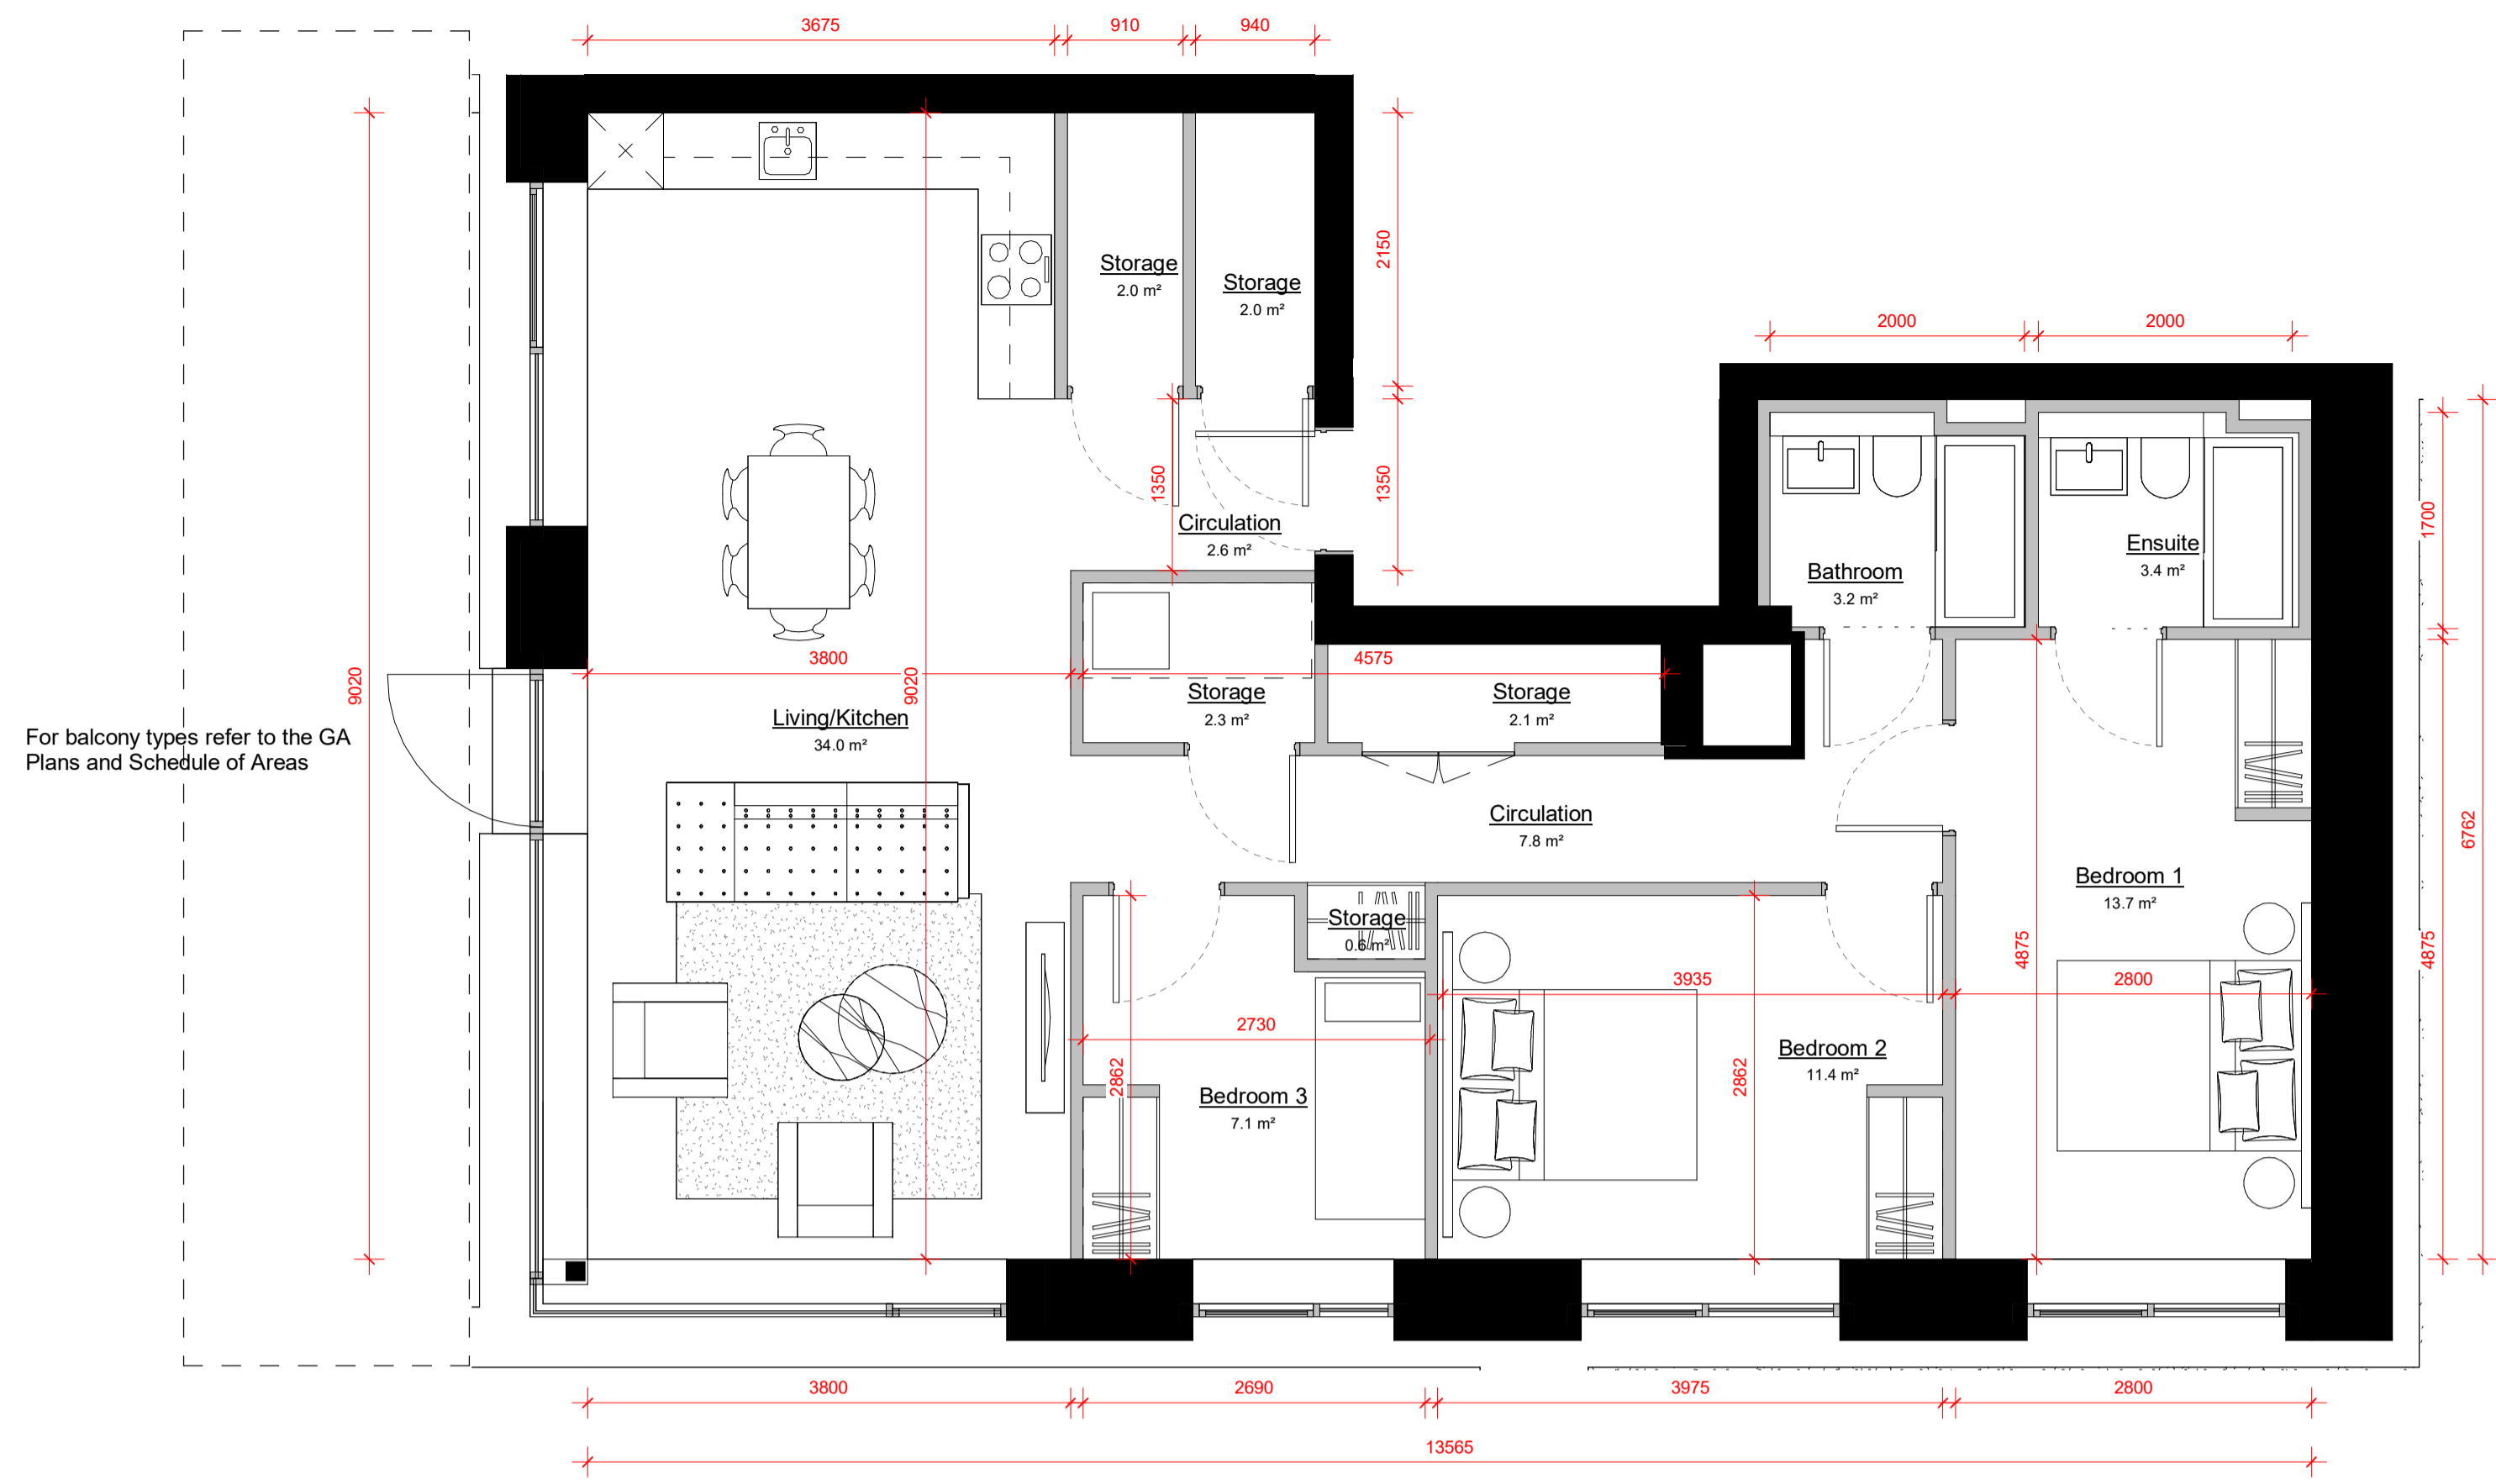 3675
910
940
2150
Storage
2.0 m²
Storage
2.0 m²
2000
2000
1350
1350
Circulation
2.6 m²
1700
Ensuite
3.4 m²
Bathroom
3.2 m²
9020
3800
9020
4575
Storage
2.3 m²
Storage
2.1 m²
Living/Kitchen
34.0 m²
For balcony types refer to the GA
Plans and Schedule of Areas
Circulation
7.8 m²
6762
Bedroom 1
13.7 m²
Storage
0.6 m²
4875
4875
3935
2800
2730
Bedroom 2
11.4 m²
2862
2862
Bedroom 3
7.1 m²
3800
2690
3975
2800
13565